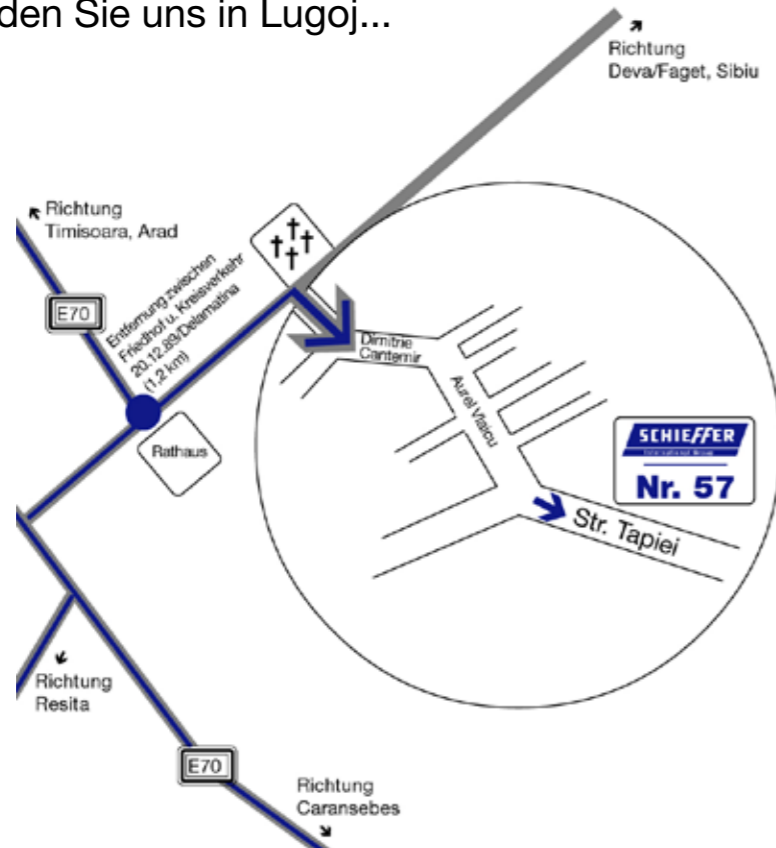 den Sie uns in Lugoj...
Richtung
Deva/Faget, Sibiu
Richtung
Timisoara, Arad
E70
Entfernung zwischen
Friedhof u. Kreisverkehr
20.12.89/Delamatina
(1,2 km)
Rathaus
Dimitrie
Cantemir
Aurel Vlaicu
SCHIEFFER
International Group
Nr. 57
Str. Tapiei
Richtung
Resita
E70
Richtung
Caransebes